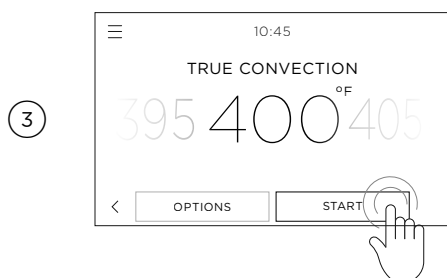 10:45
TRUE CONVECTION
3
395 400°F 405
OPTIONS START